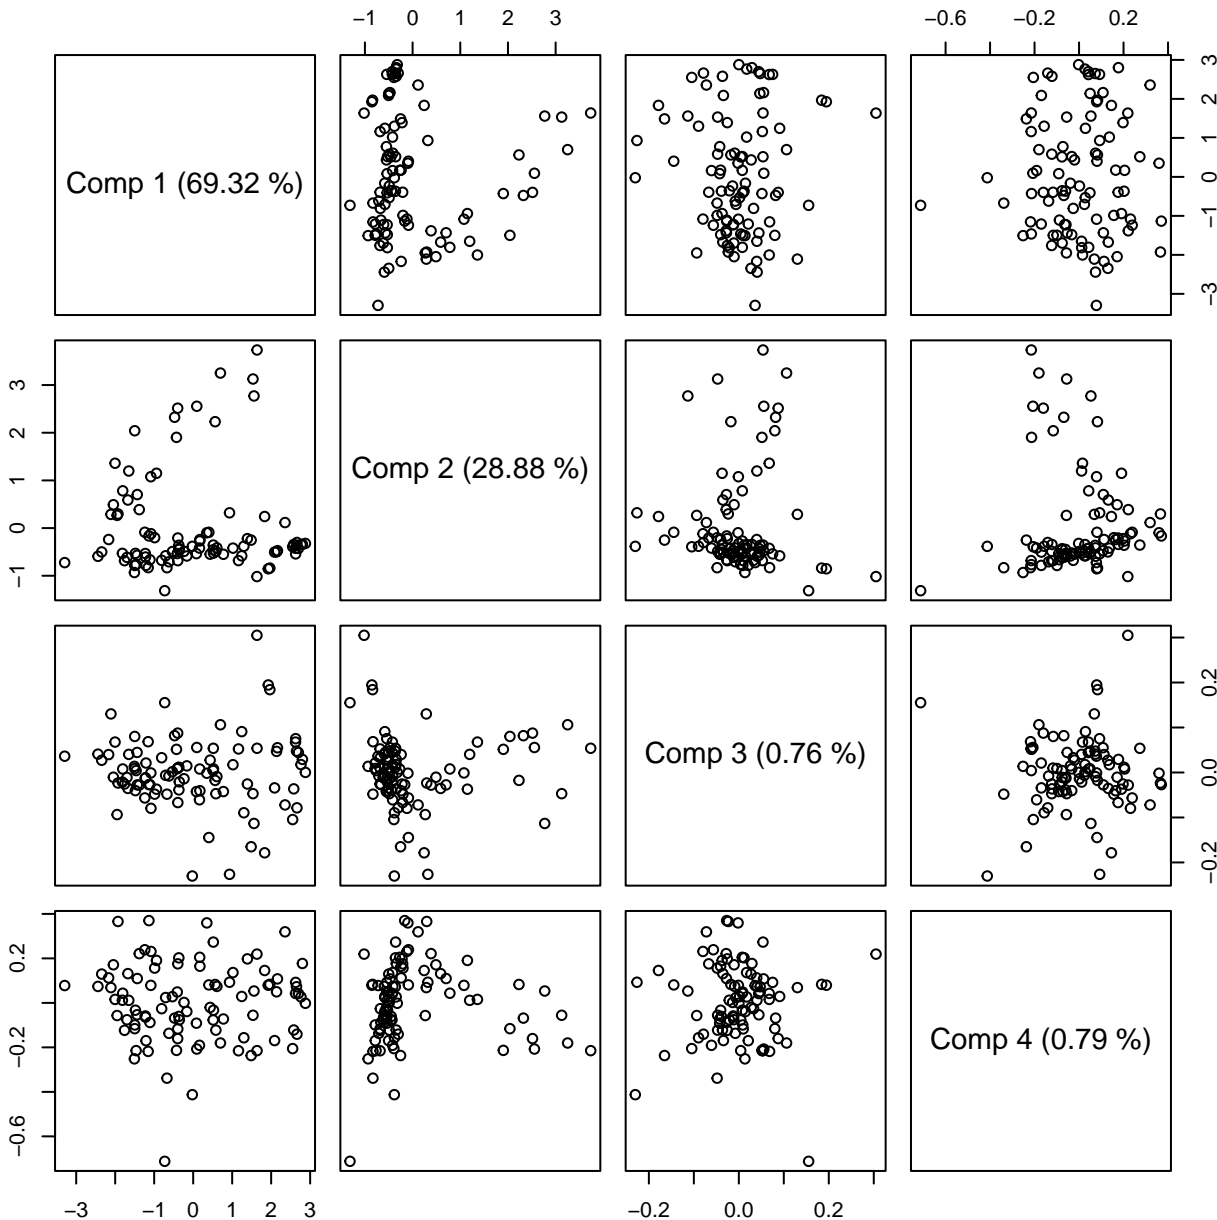 −1 0 1 2 3
−0.6 −0.2 0.2
Comp 1 (69.32 %)
3
2
1
0
−1
−3
3
2
1
0
−1
Comp 2 (28.88 %)
Comp 3 (0.76 %)
0.2
0.0
−0.2
0.2
−0.2
−0.6
Comp 4 (0.79 %)
−3 −1 0 1 2 3
−0.2 0.0 0.2